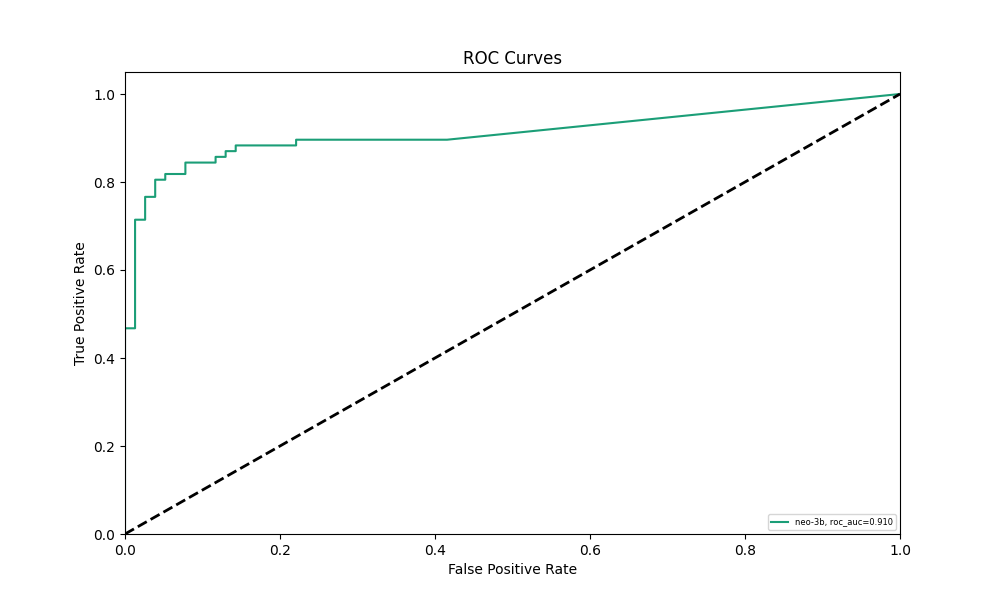 ROC Curves
True Positive Rate
1.0
0.8
0.6
0.4
0.2
0.0
0.0 0.2 0.4 0.6 0.8 1.0
False Positive Rate
neo-3b, roc_auc=0.910